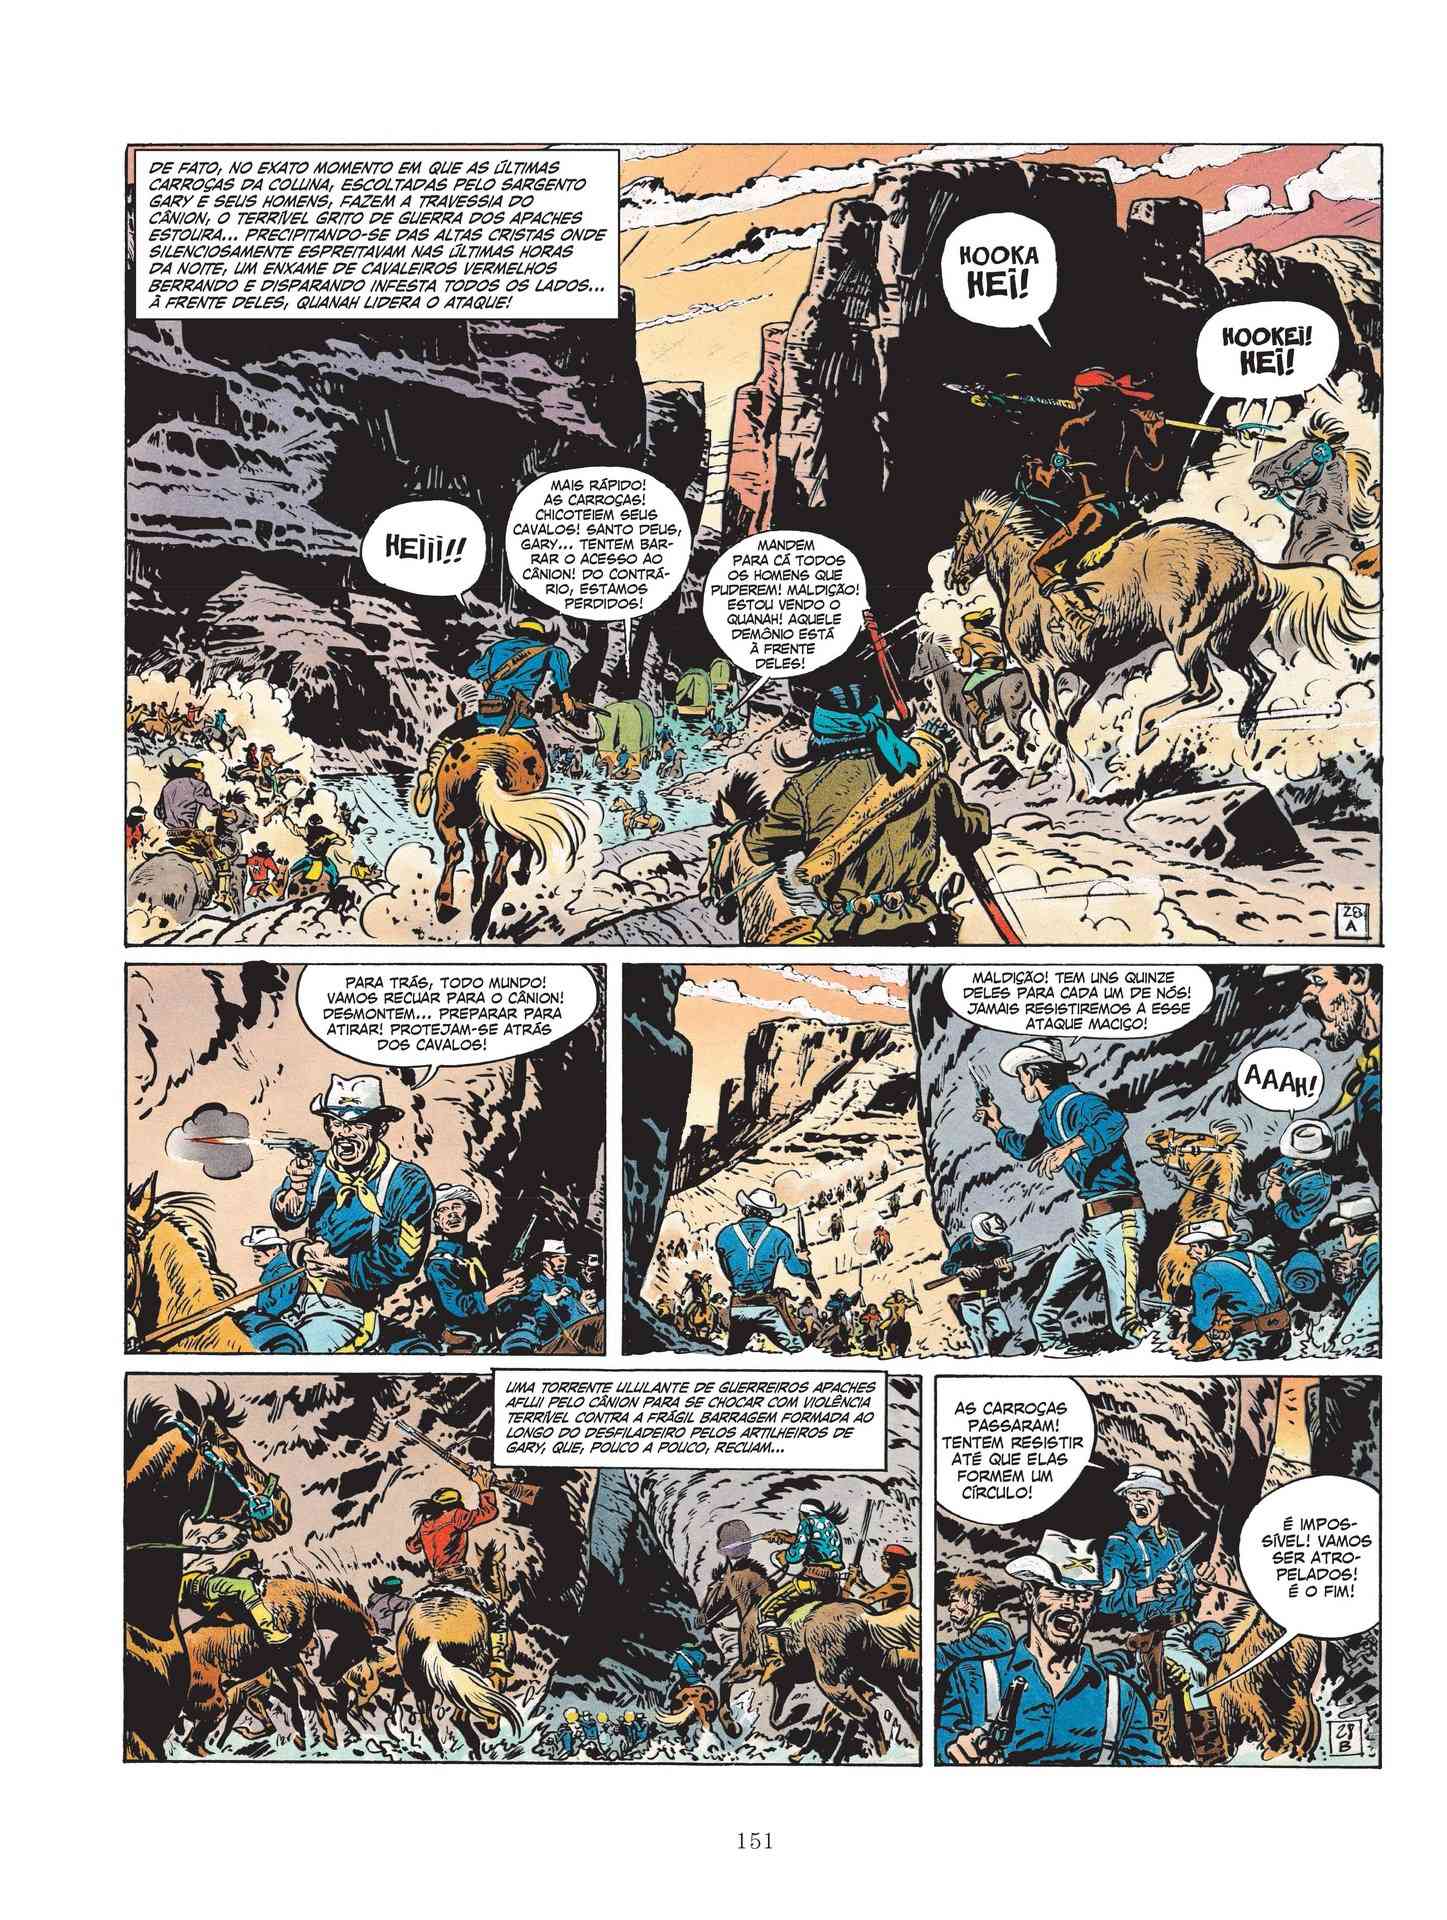 DE FATO, NO EXATO MOMENTO EM QUE AS ÚLTIMAS
CARROÇAS DA COLUNA, ESCOLTADAS PELO SARGENTO
GARY E SEUS HOMENS, FAZEM A TRAVESSIA DO
CÂNION, O TERRÍVEL GRITO DE GUERRA DOS APACHES
ESTOURA... PRECIPITANDO-SE DAS ALTAS CRISTAS ONDE
SILENCIOSAMENTE ESPREITAVAM NAS ÚLTIMAS HORAS
DA NOITE, UM ENXAME DE CAVALEIROS VERMELHOS
BERRANDO E DISPARANDO INFESTA TODOS OS LADOS...
À FRENTE DELES, QUANAH LIDERA O ATAQUE!
HOOKA
HEÏ!
HOOKEÏ!
HEÏ!
HEÏÏÏ!!
MAIS RÁPIDO!
AS CARROÇAS!
CHICOTEIEM SEUS
CAVALOS! SANTO DEUS,
GARY... TENTEM BAR-
RAR O ACESSO AO
CÂNION! DO CONTRÁ-
RIO, ESTAMOS
PERDIDOS!
MANDEM
PARA CÁ TODOS
OS HOMENS QUE
PUDEREM! MALDIÇÃO!
ESTOU VENDO O
QUANAH! AQUELE
DEMÔNIO ESTÁ
À FRENTE
DELES!
28
A
PARA TRÁS, TODO MUNDO!
VAMOS RECUAR PARA O CÂNION!
DESMONTEM... PREPARAR PARA
ATIRAR! PROTEJAM-SE ATRÁS
DOS CAVALOS!
MALDIÇÃO! TEM UNS QUINZE
DELES PARA CADA UM DE NÓS!
JAMAIS RESISTIREMOS A ESSE
ATAQUE MACIÇO!
AAAH!
UMA TORRENTE ULULANTE DE GUERREIROS APACHES
AFLUI PELO CÂNION PARA SE CHOCAR COM VIOLÊNCIA
TERRÍVEL CONTRA A FRÁGIL BARRAGEM FORMADA AO
LONGO DO DESFILADEIRO PELOS ARTILHEIROS DE
GARY, QUE, POUCO A POUCO, RECUAM...
AS CARROÇAS
PASSARAM!
TENTEM RESISTIR
ATÉ QUE ELAS
FORMEM UM
CÍRCULO!
É IMPOS-
SÍVEL! VAMOS
SER ATRO-
PELADOS!
É O FIM!
28
B
151